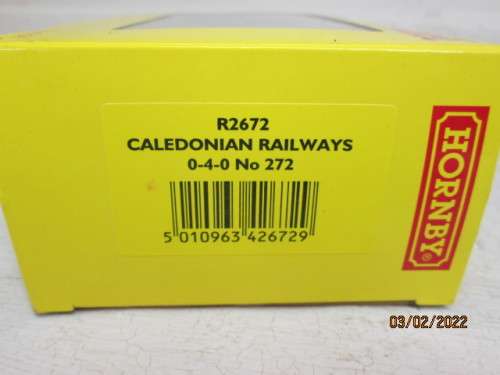 R2672
CALEDONIAN RAILWAYS
0-4-0 No 272
5 010963 426729
HORNBY®
03/02/2022